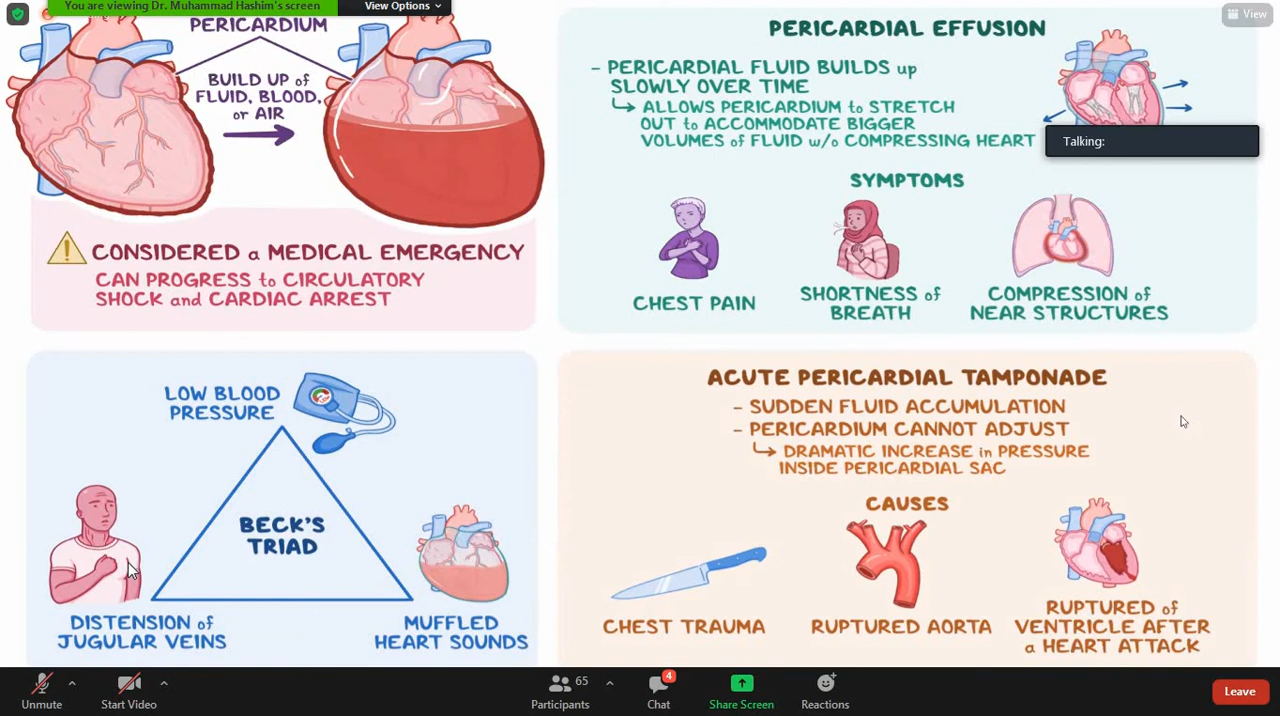 You are viewing Dr. Muhammad Hashim's screen
View Options
View
PERICARDIUM
BUILD UP of
FLUID, BLOOD,
or AIR
CONSIDERED a MEDICAL EMERGENCY
CAN PROGRESS to CIRCULATORY
SHOCK and CARDIAC ARREST
PERICARDIAL EFFUSION
- PERICARDIAL FLUID BUILDS up
SLOWLY OVER TIME
↳ ALLOWS PERICARDIUM to STRETCH
OUT to ACCOMMODATE BIGGER
VOLUMES of FLUID w/o COMPRESSING HEART
Talking:
SYMPTOMS
CHEST PAIN
SHORTNESS of
BREATH
COMPRESSION of
NEAR STRUCTURES
LOW BLOOD
PRESSURE
BECK'S
TRIAD
DISTENSION of
JUGULAR VEINS
MUFFLED
HEART SOUNDS
ACUTE PERICARDIAL TAMPONADE
- SUDDEN FLUID ACCUMULATION
- PERICARDIUM CANNOT ADJUST
↳ DRAMATIC INCREASE in PRESSURE
INSIDE PERICARDIAL SAC
CAUSES
CHEST TRAUMA
RUPTURED AORTA
RUPTURED of
VENTRICLE AFTER
a HEART ATTACK
Unmute
Start Video
65
Participants
4
Chat
Share Screen
Reactions
Leave